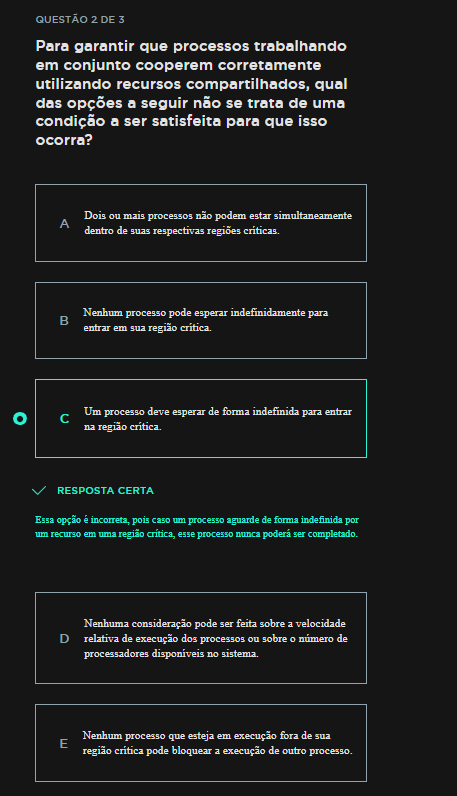 QUESTÃO 2 DE 3
Para garantir que processos trabalhando
em conjunto cooperem corretamente
utilizando recursos compartilhados, qual
das opções a seguir não se trata de uma
condição a ser satisfeita para que isso
ocorra?
A
Dois ou mais processos não podem estar simultaneamente
dentro de suas respectivas regiões críticas.
B
Nenhum processo pode esperar indefinidamente para
entrar em sua região crítica.
C
Um processo deve esperar de forma indefinida para entrar
na região crítica.
RESPOSTA CERTA
Essa opção é incorreta, pois caso um processo aguarde de forma indefinida por
um recurso em uma região crítica, esse processo nunca poderá ser completado.
D
Nenhuma consideração pode ser feita sobre a velocidade
relativa de execução dos processos ou sobre o número de
processadores disponíveis no sistema.
E
Nenhum processo que esteja em execução fora de sua
região crítica pode bloquear a execução de outro processo.